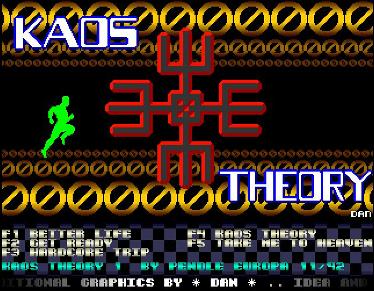 KAOS
THEORY
DAN
F1 BETTER LIFE
F2 GET READY
F3 HARDCORE TRIP
F4 KAOS THEORY
F5 TAKE ME TO HEAVEN
KAOS THEORY 1 BY PENDLE EUROPA 11/92
ITIONAL GRAPHICS BY * DAN * .. IDEA AND